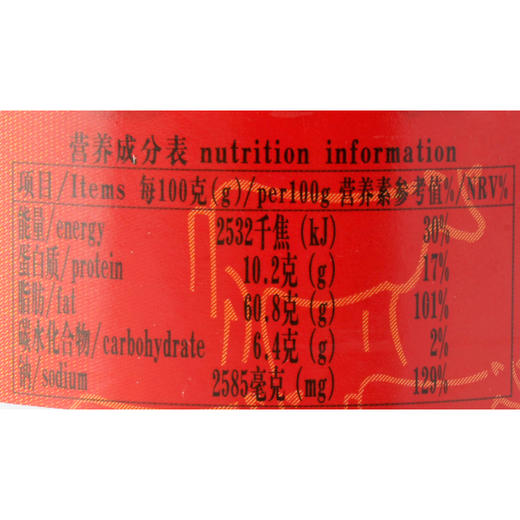 营养成分表 nutrition information
项目/Items 每100克(g)/per100g 营养素参考值%/NRV%
能量/energy 2532千焦 (kJ) 30%
蛋白质/protein 10.2克 (g) 17%
脂肪/fat 60.8克 (g) 101%
碳水化合物/carbohydrate 6.4克 (g) 2%
钠/sodium 2585毫克 (mg) 129%